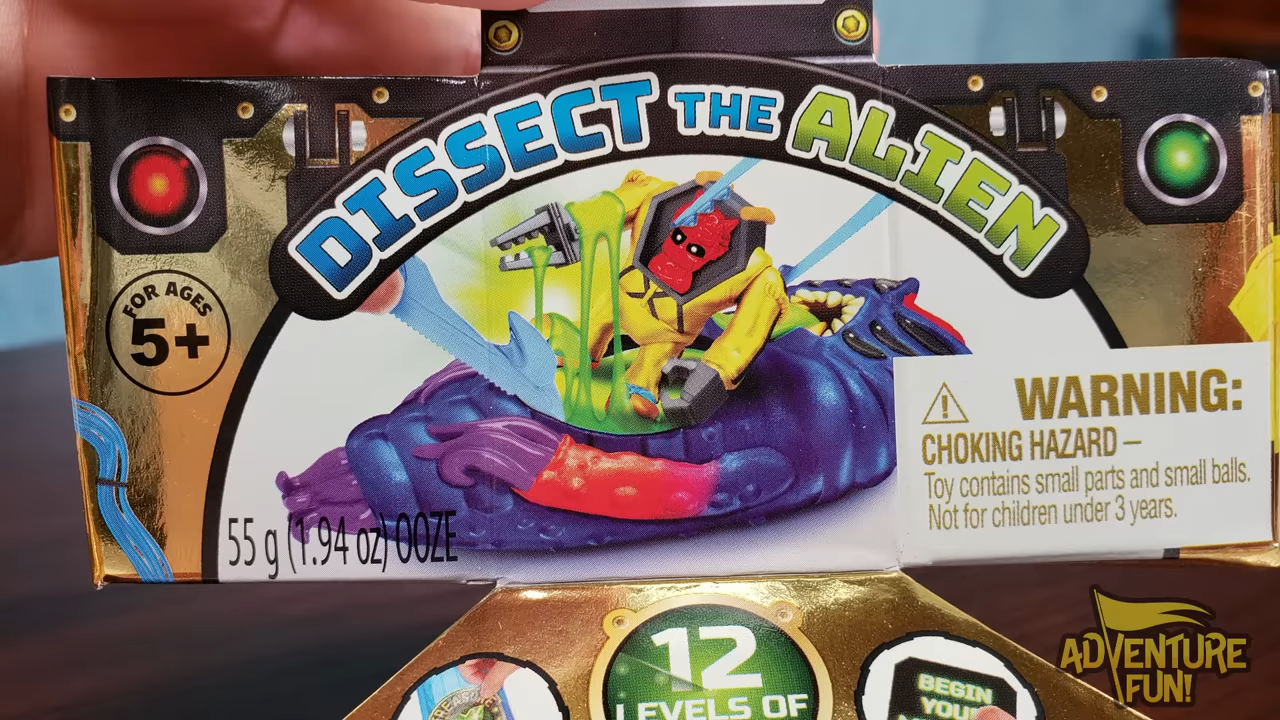 DISSECT THE ALIEN
FOR AGES
5+
WARNING:
CHOKING HAZARD –
Toy contains small parts and small balls.
Not for children under 3 years.
55 g (1.94 oz) OOZE
12
LEVELS OF
BEGIN
YOUR
ADVENTURE
FUN!